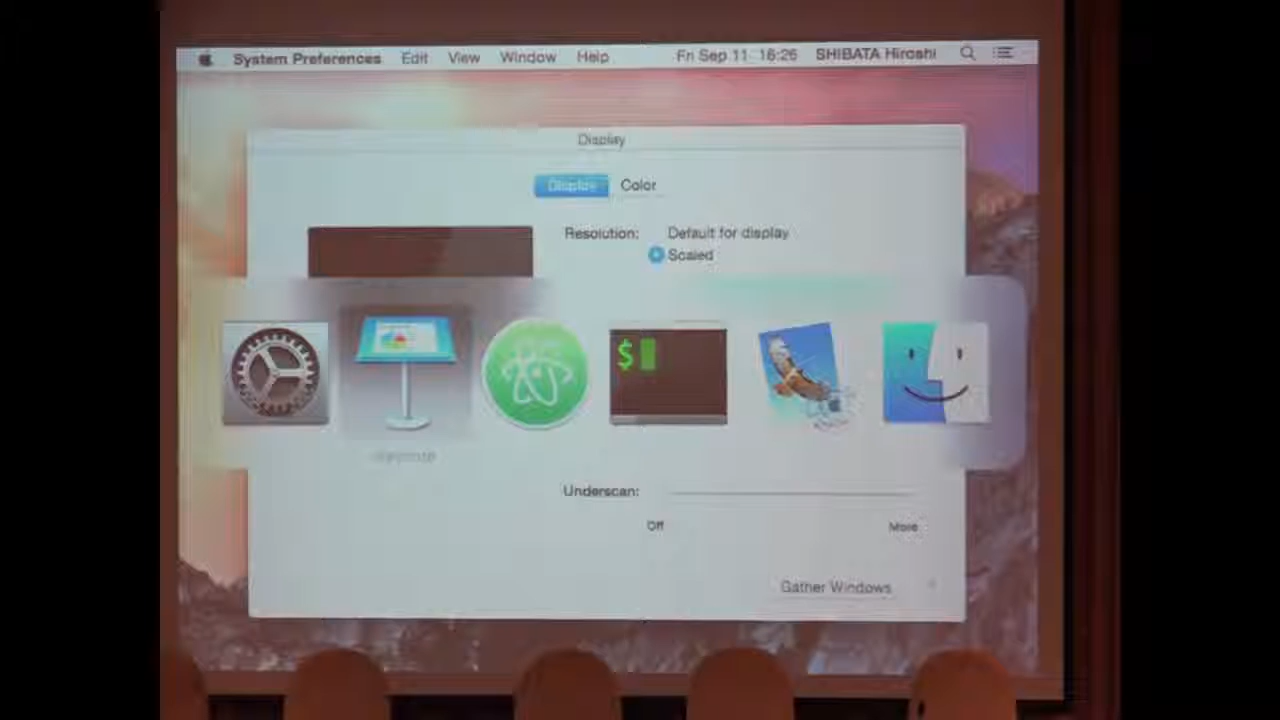 System Preferences Edit View Window Help Fri Sep 11 16:26 SHIBATA Hiroshi
Display
Display Color
Resolution: Default for display
Scaled
$
Keynote
Underscan:
Off More
Gather Windows